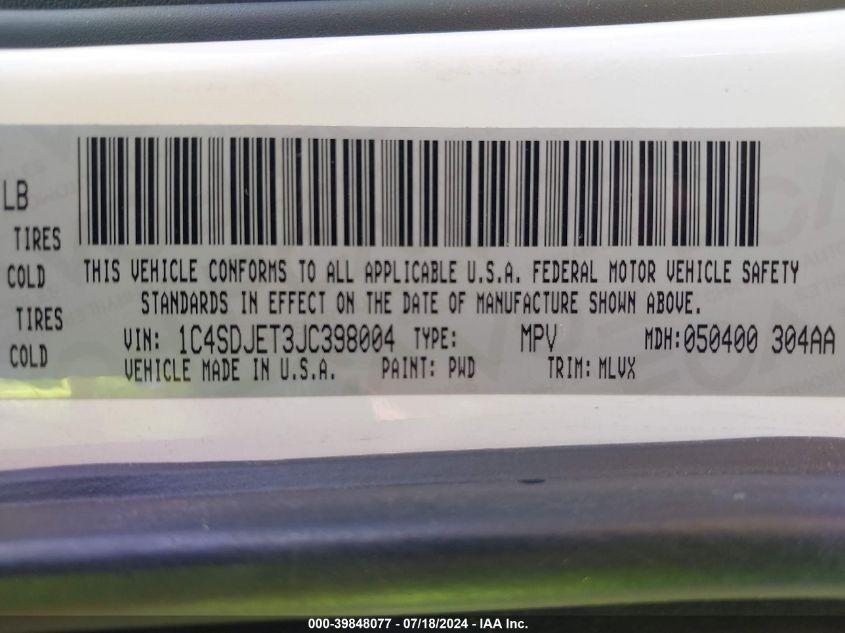 LB
TIRES
COLD
THIS VEHICLE CONFORMS TO ALL APPLICABLE U.S.A. FEDERAL MOTOR VEHICLE SAFETY
STANDARDS IN EFFECT ON THE DATE OF MANUFACTURE SHOWN ABOVE.
TIRES
VIN: 1C4SDJET3JC398004 TYPE: MPV MDH:050400 304AA
COLD
VEHICLE MADE IN U.S.A. PAINT: PWD TRIM: MLVX
000-39848077 - 07/18/2024 - IAA Inc.